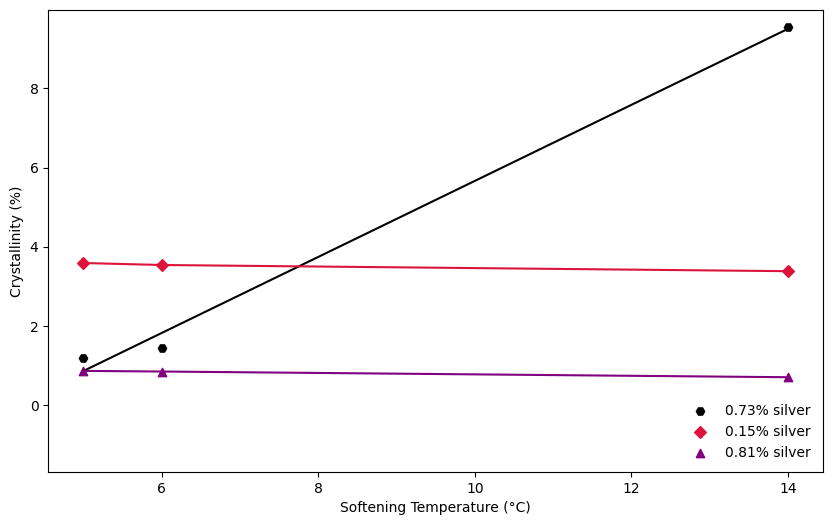 8
6
4
2
0
Crystallinity (%)
6
8
10
12
14
Softening Temperature (°C)
0.73% silver
0.15% silver
0.81% silver